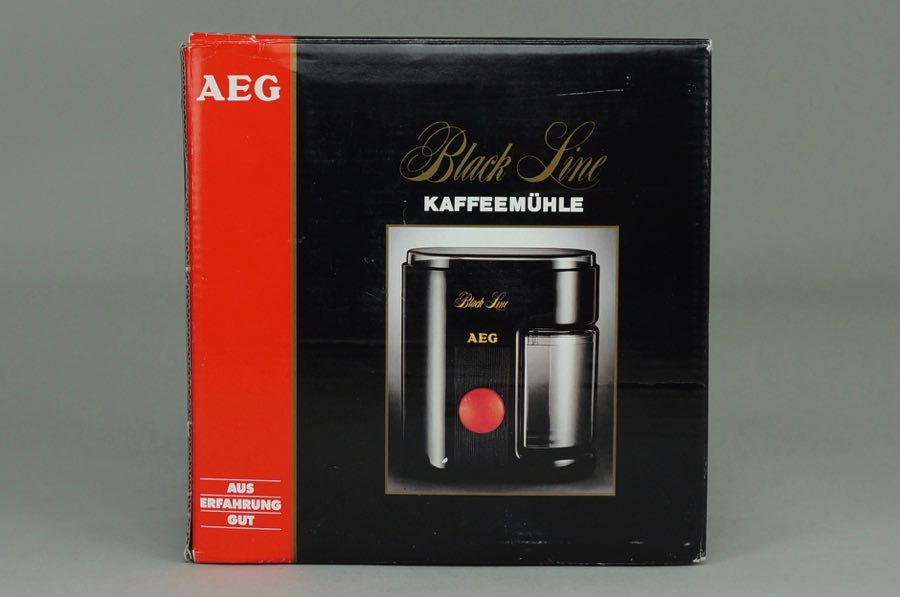 AEG
Black Line
KAFFEEMÜHLE
Black Line
AEG
AUS
ERFAHRUNG
GUT